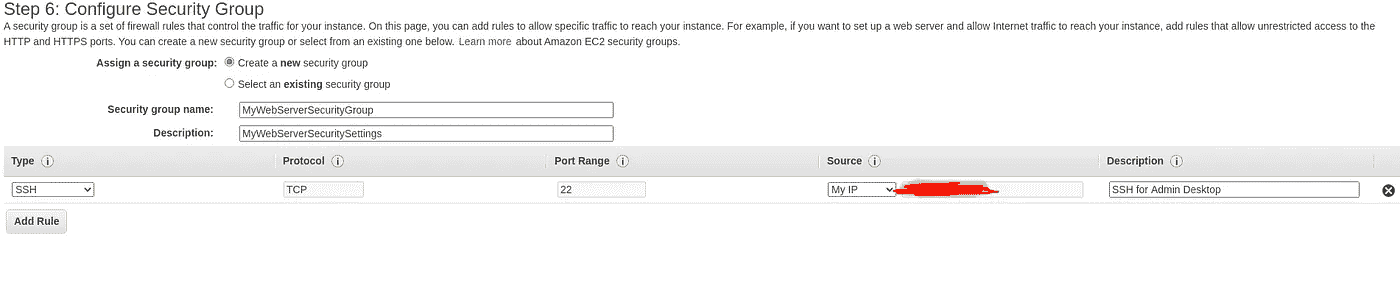 Step 6: Configure Security Group
A security group is a set of firewall rules that control the traffic for your instance. On this page, you can add rules to allow specific traffic to reach your instance. For example, if you want to set up a web server and allow Internet traffic to reach your instance, add rules that allow unrestricted access to the
HTTP and HTTPS ports. You can create a new security group or select from an existing one below. Learn more about Amazon EC2 security groups.
Assign a security group: Create a new security group
Select an existing security group
Security group name: MyWebServerSecurityGroup
Description: MyWebServerSecuritySettings
Type i Protocol i Port Range i Source i Description i
SSH TCP 22 My IP SSH for Admin Desktop
Add Rule